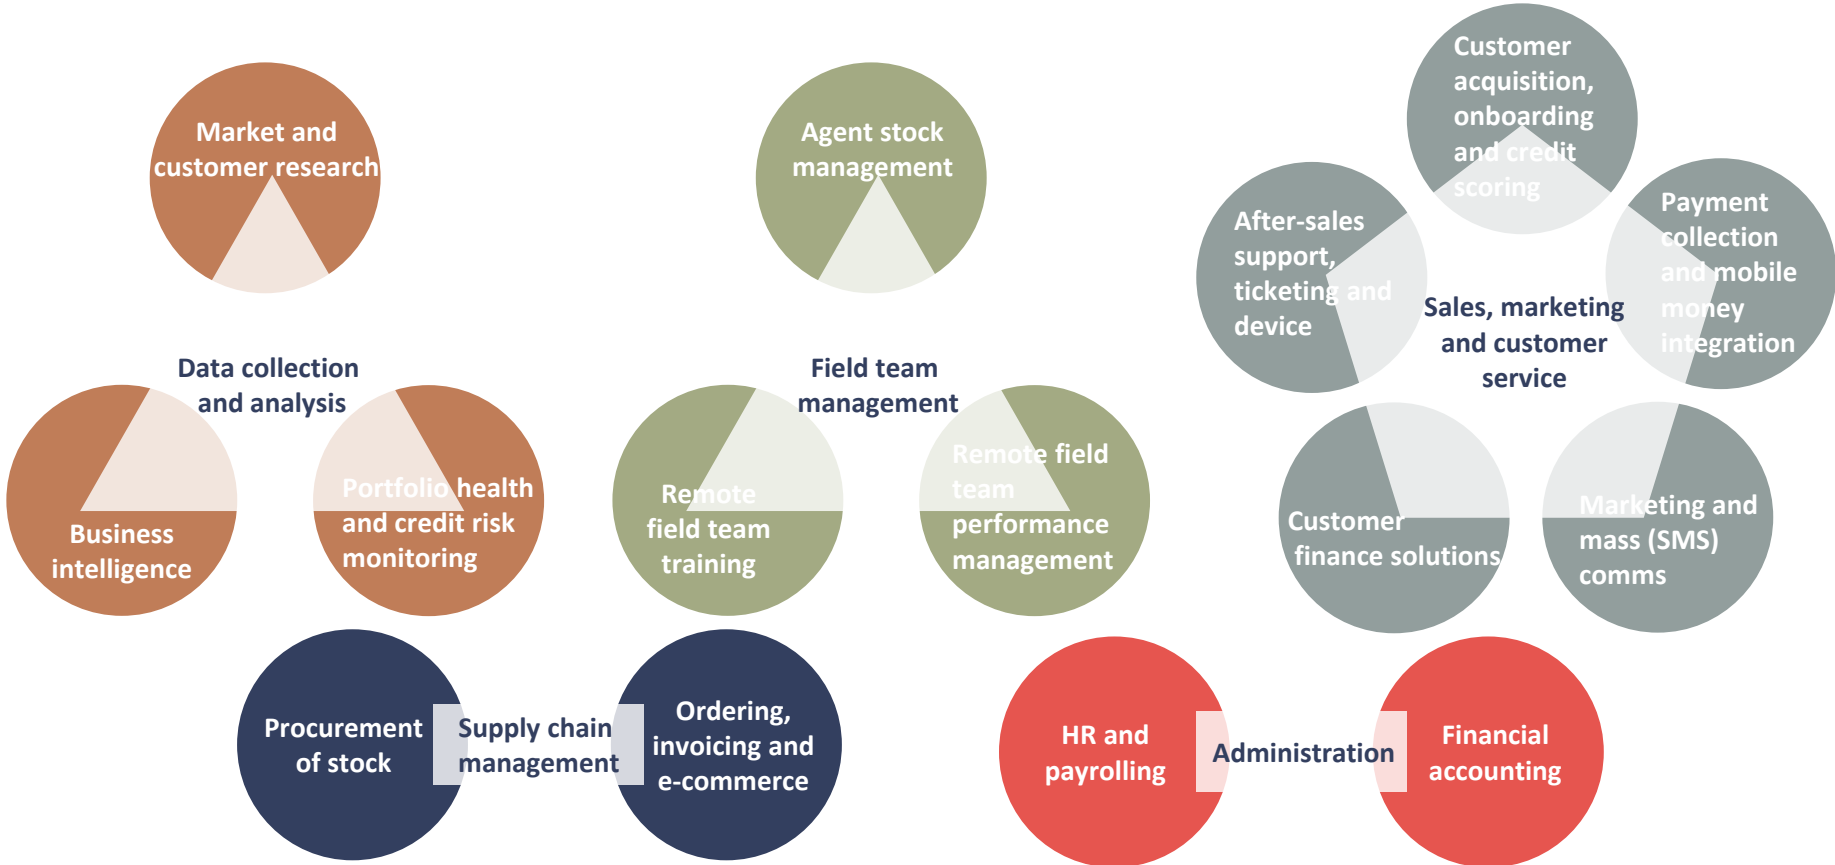 Market and
customer research
Data collection
and analysis
Business
intelligence
Portfolio health
and credit risk
monitoring
Agent stock
management
Field team
management
Remote
field team
training
Remote field
team
performance
management
Customer
acquisition,
onboarding
and credit
scoring
After-sales
support,
ticketing and
device
Sales, marketing
and customer
service
Payment
collection
and mobile
money
integration
Customer
finance solutions
Marketing and
mass (SMS)
comms
Procurement
of stock
Supply chain
management
Ordering,
invoicing and
e-commerce
HR and
payrolling
Administration
Financial
accounting